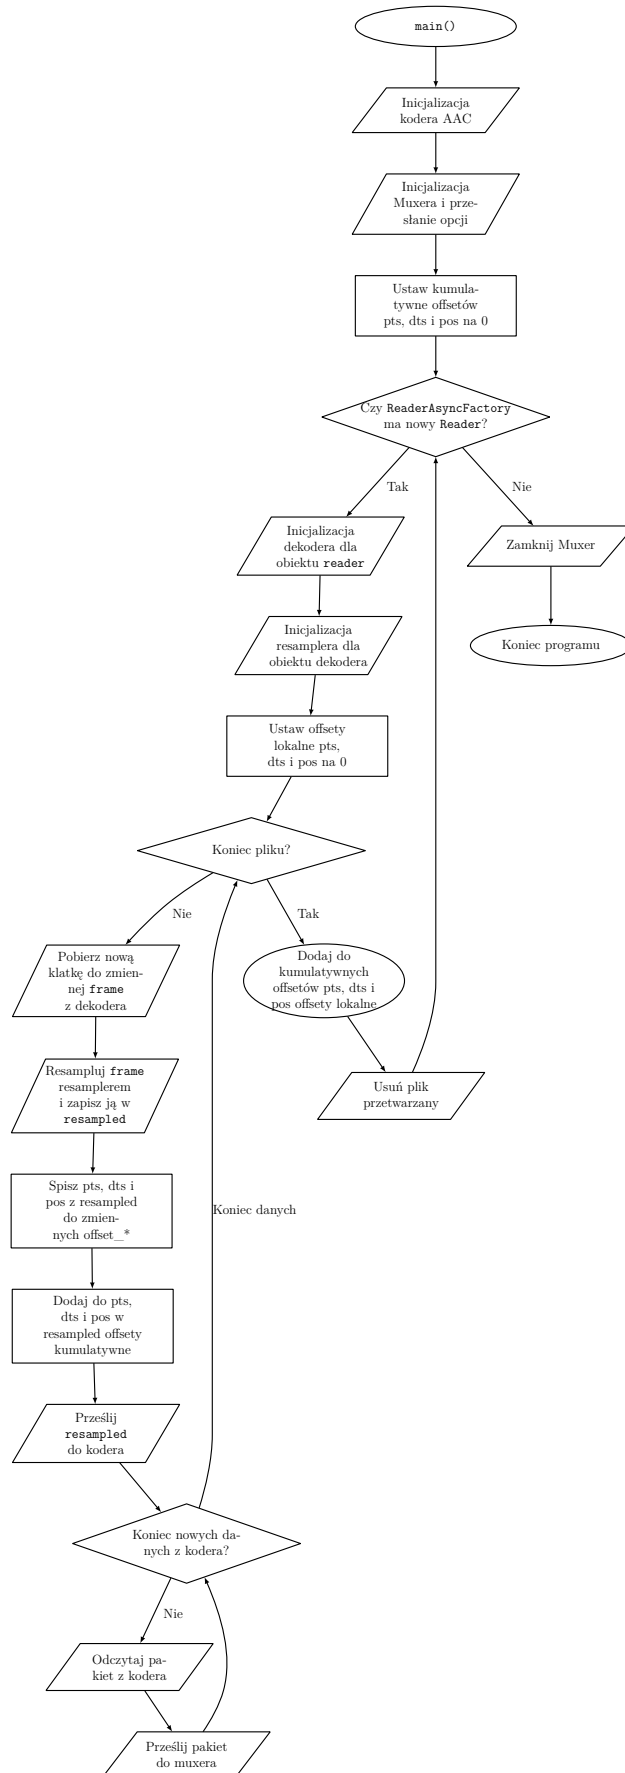 main()
Inicjalizacja
kodera AAC
Inicjalizacja
Muxera i prze-
słanie opcji
Ustaw kumula-
tywne offsetów
pts, dts i pos na 0
Czy ReaderAsyncFactory
ma nowy Reader?
Tak
Nie
Inicjalizacja
dekodera dla
obiektu reader
Zamknij Muxer
Inicjalizacja
resamplera dla
obiektu dekodera
Koniec programu
Ustaw offsety
lokalne pts,
dts i pos na 0
Koniec pliku?
Nie
Tak
Pobierz nową
klatkę do zmien-
nej frame
z dekodera
Dodaj do
kumulatywnych
offsetów pts, dts i
pos offsety lokalne
Resampluj frame
resamplerem
i zapisz ją w
resampled
Usuń plik
przetwarzany
Spisz pts, dts i
pos z resampled
do zmien-
nych offset_*
Koniec danych
Dodaj do pts,
dts i pos w
resampled offsety
kumulatywne
Prześlij
resampled
do kodera
Koniec nowych da-
nych z kodera?
Nie
Odczytaj pa-
kiet z kodera
Prześlij pakiet
do muxera